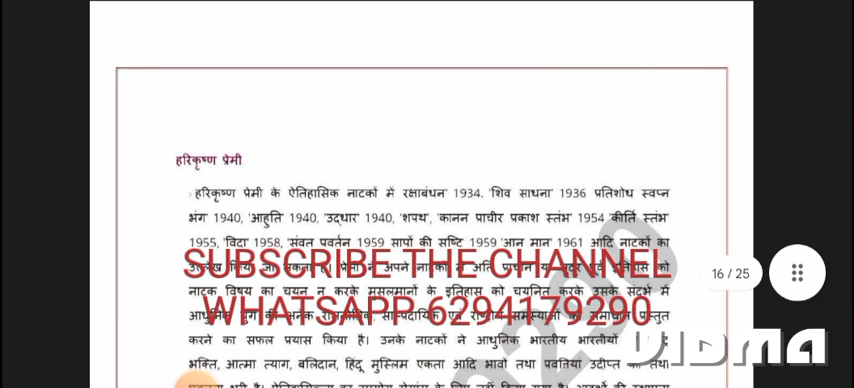 हरिकृष्ण प्रेमी
हरिकृष्ण प्रेमी के ऐतिहासिक नाटकों में रक्षाबंधन' 1934. 'शिव साधना' 1936 प्रतिशोध स्वप्न
भंग' 1940, 'आहुति' 1940, 'उद्धार' 1940, 'शपथ', 'कानन प्राचीर प्रकाश स्तंभ' 1954 'कीर्ति स्तंभ'
1955, 'विदा' 1958, 'संवत प्रवर्तन' 1959 सापों की सष्टि' 1959 'आन मान' 1961 आदि नाटकों का
SUBSCRIBE THE CHANNEL
16 / 25
नाटक विषय का चयन न करके मुसलमानों के इतिहास को चयनित करके उसके संदर्भ में
WHATSAPP 6294179290
करने का सफल प्रयास किया है। उनके नाटकों ने आधुनिक भारतीय भारतीयों
भक्ति, आत्मा त्याग, बलिदान, हिंदू मुस्लिम एकता आदि भावों तथा प्रवतियां उदीप्त तथा